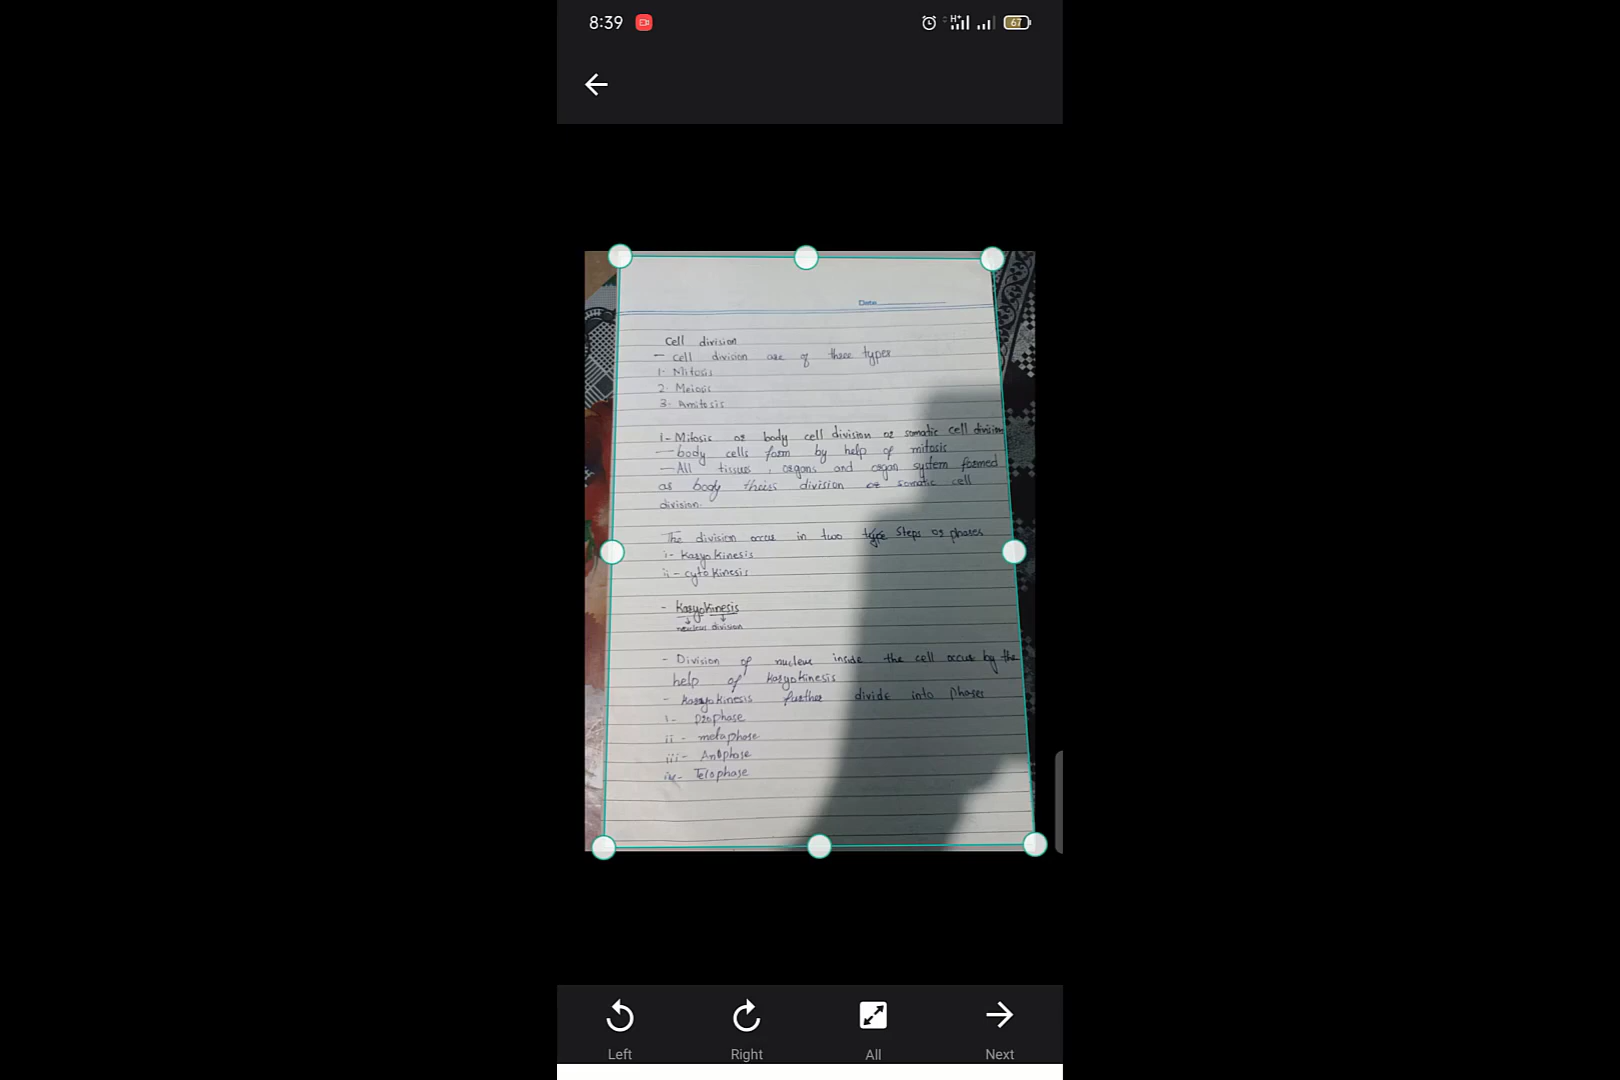 8:39
67
Date
Cell division
- Cell division are of three types
1- Mitosis
2- Meiosis
3- Amitosis
1- Mitosis or body cell division or somatic cell division
- body cells form by help of mitosis
- All tissues, organs and organ system formed
as body division or somatic cell
division.
The division occur in two type steps or phases
i- Karyokinesis
ii- cytokinesis
- Karyokinesis
division
- Division of nuclear inside the cell occur by the
help of Karyokinesis
- Karyokinesis further divide into phases
i- prophase
ii- metaphase
iii- Anaphase
iv- Telophase
Left Right All Next